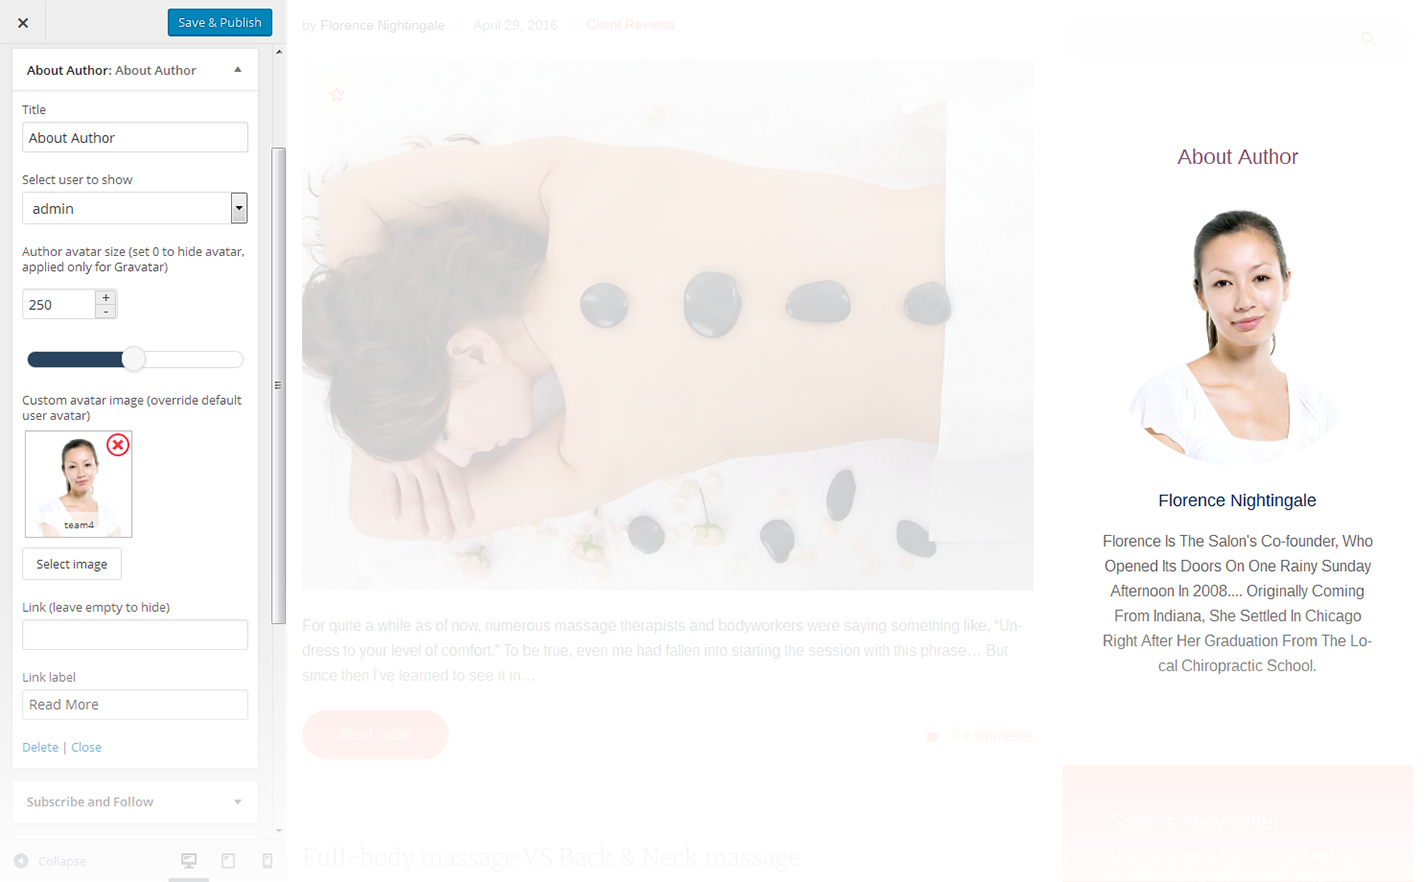 Save & Publish
About Author: About Author
Title
About Author
Select user to show
admin
Author avatar size (set 0 to hide avatar,
applied only for Gravatar)
250
+
-
Custom avatar image (override default
user avatar)
team4
Select image
Link (leave empty to hide)
Link label
Read More
Delete | Close
Subscribe and Follow
Collapse
by Florence Nightingale
April 29, 2016
Client Reviews
For quite a while as of now, numerous massage therapists and bodyworkers were saying something like, “Un-
dress to your level of comfort.” To be true, even me had fallen into starting the session with this phrase… But
since then I’ve learned to see it in…
Read more
0 comments
Full-body massage VS Back & Neck massage
About Author
Florence Nightingale
Florence Is The Salon's Co-founder, Who
Opened Its Doors On One Rainy Sunday
Afternoon In 2008.... Originally Coming
From Indiana, She Settled In Chicago
Right After Her Graduation From The Lo-
cal Chiropractic School.
Salon's Newsletter